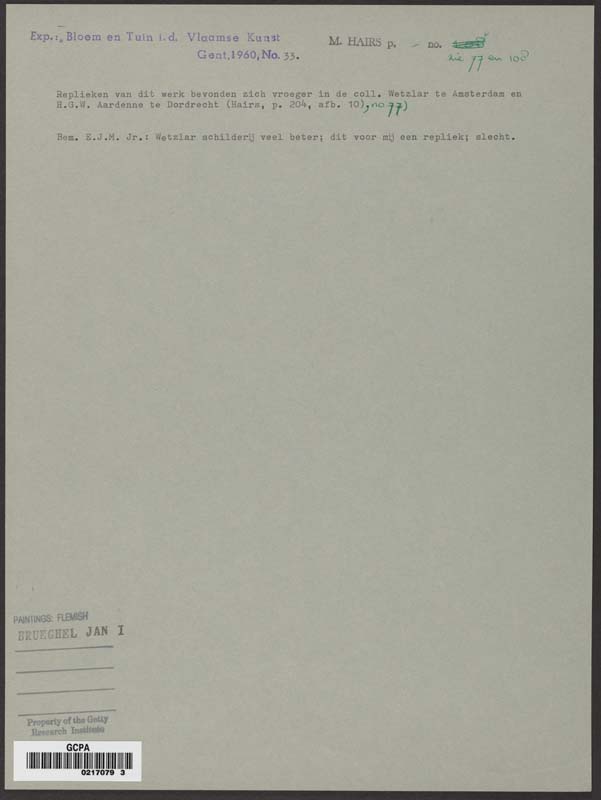 Exp.: Bloem en Tuin i.d. Vlaamse Kunst
Gent, 1960, No. 33.
M. HAIRS p. - no.
zie 77 en 108
Replieken van dit werk bevonden zich vroeger in de coll. Wetzlar te Amsterdam en
H.G.W. Aardenne te Dordrecht (Hairs, p. 204, afb. 10), no 77)
Bem. E.J.M. Jr.: Wetzlar schilderij veel beter; dit voor mij een repliek; slecht.
PAINTINGS: FLEMISH
BRUEGHEL JAN I
Property of the Getty
Research Institute
GCPA
0217079 3